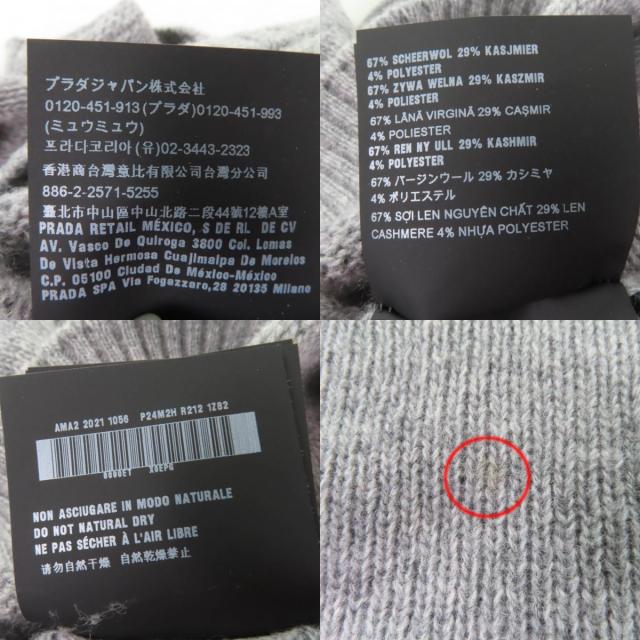 プラダジャパン株式会社
0120-451-913(プラダ)0120-451-993
(ミュウミュウ)
프라다코리아(유)02-3443-2323
香港商台灣意比有限公司台灣分公司
886-2-2571-5255
臺北市中山區中山北路二段44號12樓A室
PRADA RETAIL MÉXICO, S DE RL DE CV
AV. VASCO DE QUIROGA 3800 COL. LOMAS
DE VISTA HERMOSA CUAJIMALPA DE MORELOS
C.P. 05100 CIUDAD DE MÉXICO-MÉXICO
PRADA SPA VIA FOGAZZARO,28 20135 MILANO
67% SCHEERWOL 29% KASJMIER
4% POLYESTER
67% ŻYWA WEŁNA 29% KASZMIR
4% POLIESTER
67% LÂNĂ VIRGINĂ 29% CAȘMIR
4% POLIESTER
67% REN NY ULL 29% KASHMIR
4% POLYESTER
67% バージンウール 29% カシミヤ
4% ポリエステル
67% SỢI LEN NGUYÊN CHẤT 29% LEN
CASHMERE 4% NHỰA POLYESTER
AMA2 2021 1056 P24M2H R212 1Z82
NON ASCIUGARE IN MODO NATURALE
DO NOT NATURAL DRY
NE PAS SÉCHER À L'AIR LIBRE
请勿自然干燥 自然乾燥禁止